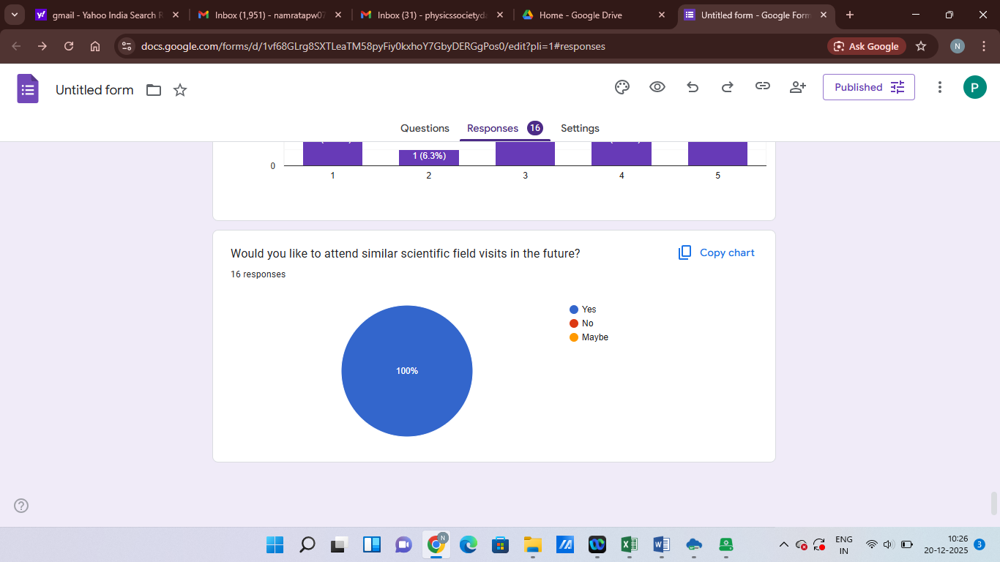 gmail - Yahoo India Search R
Inbox (1,951) - namratapw07
Inbox (31) - physicssocietyda
Home - Google Drive
Untitled form - Google Form
docs.google.com/forms/d/1vf68GLrg8SXTLeaTM58pyFiy0kxhoY7GbyDERGgPos0/edit?pli=1#responses
Ask Google
N
Untitled form
Published
P
Questions
Responses 16
Settings
1 (6.3%)
0
1 2 3 4 5
Would you like to attend similar scientific field visits in the future?
Copy chart
16 responses
Yes
No
Maybe
100%
N
ENG
IN
10:26
20-12-2025
3